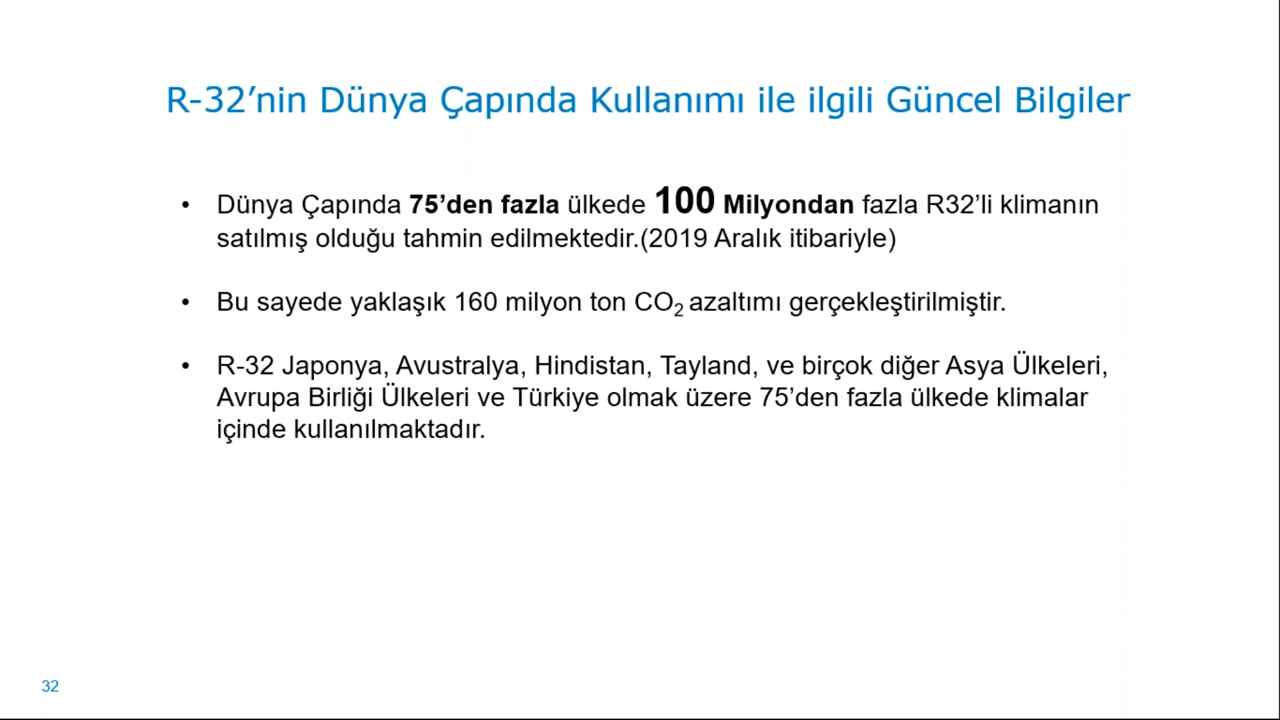 R-32’nin Dünya Çapında Kullanımı ile ilgili Güncel Bilgiler
• Dünya Çapında 75’den fazla ülkede 100 Milyondan fazla R32’li klimanın
satılmış olduğu tahmin edilmektedir.(2019 Aralık itibariyle)
• Bu sayede yaklaşık 160 milyon ton CO₂ azaltımı gerçekleştirilmiştir.
• R-32 Japonya, Avustralya, Hindistan, Tayland, ve birçok diğer Asya Ülkeleri,
Avrupa Birliği Ülkeleri ve Türkiye olmak üzere 75’den fazla ülkede klimalar
içinde kullanılmaktadır.
32